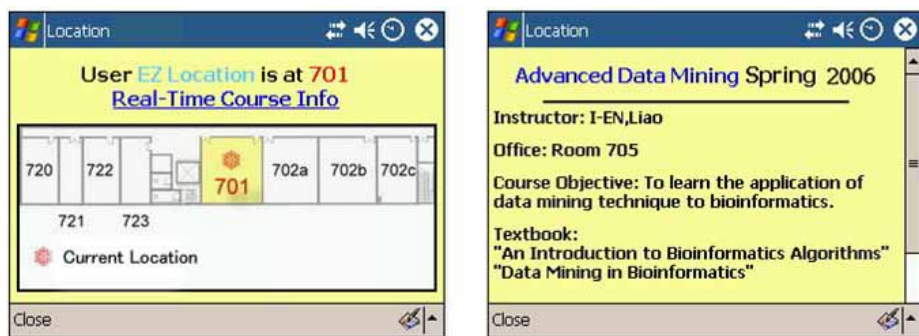 Location
User EZ Location is at 701
Real-Time Course Info
720 722 701 702a 702b 702c
721 723
Current Location
Close
Location
Advanced Data Mining Spring 2006
Instructor: I-EN,Liao
Office: Room 705
Course Objective: To learn the application of
data mining technique to bioinformatics.
Textbook:
"An Introduction to Bioinformatics Algorithms"
"Data Mining in Bioinformatics"
Close